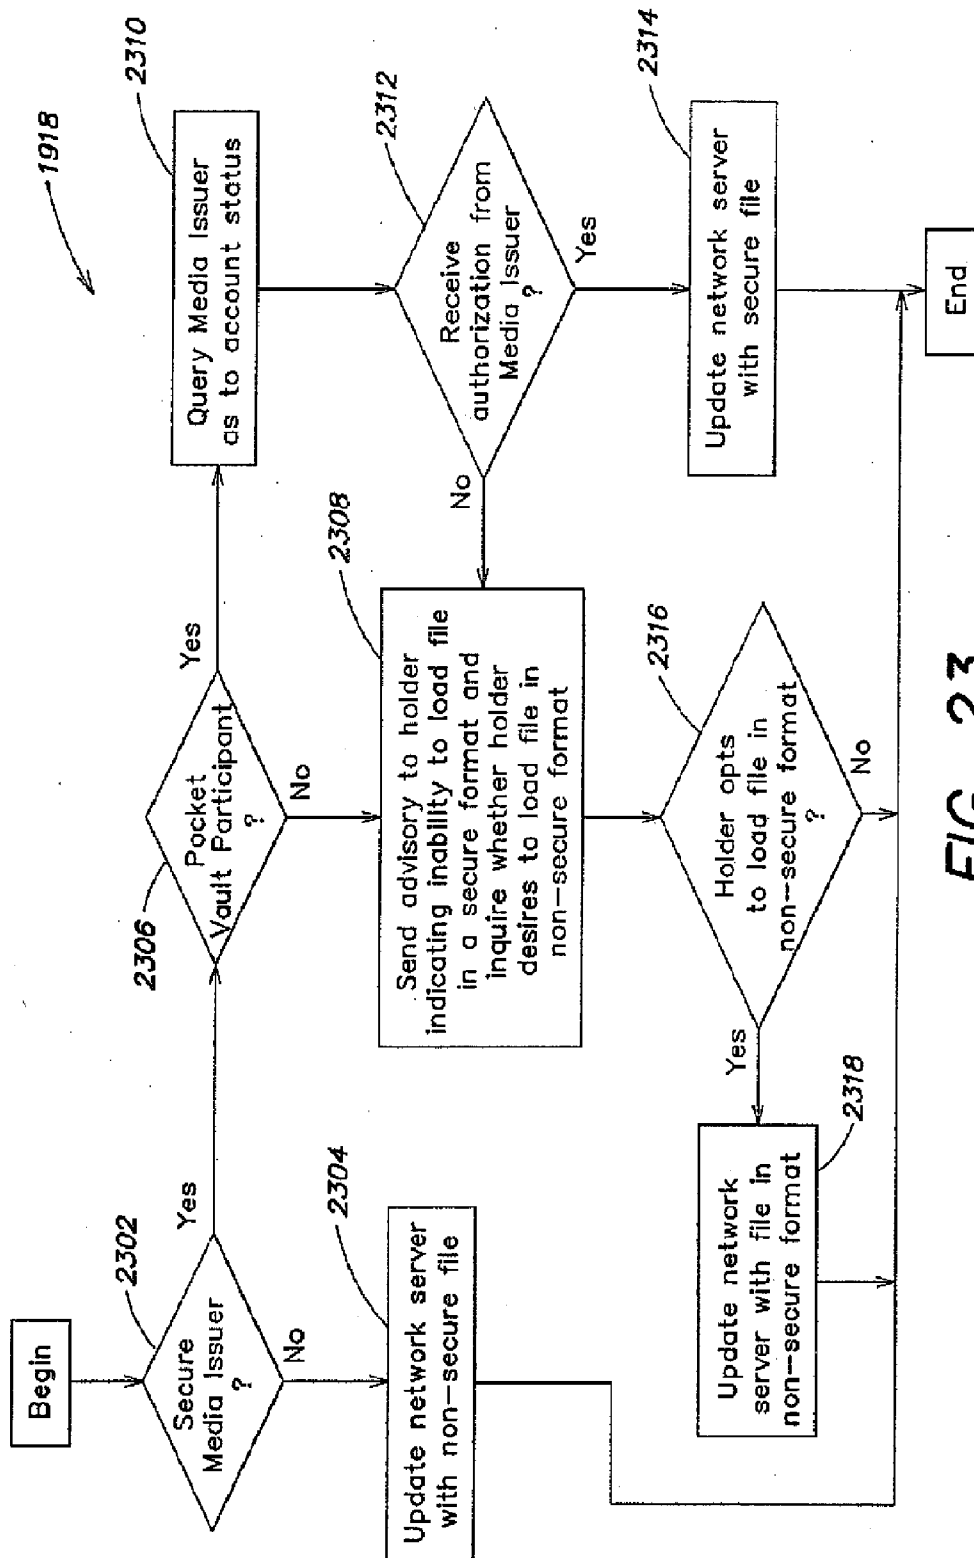 1918
Begin
2302
Secure
Media Issuer
?
Yes
No
2304
Update network server
with non-secure file
2306
Pocket
Vault Participant
?
Yes
No
2310
Query Media Issuer
as to account status
2312
Receive
authorization from
Media Issuer
?
No
Yes
2308
Send advisory to holder
indicating inability to load file
in a secure format and
inquire whether holder
desires to load file in
non-secure format
2314
Update network server
with secure file
2316
Holder opts
to load file in
non-secure format
?
Yes
No
2318
Update network
server with file in
non-secure format
End
FIG. 23